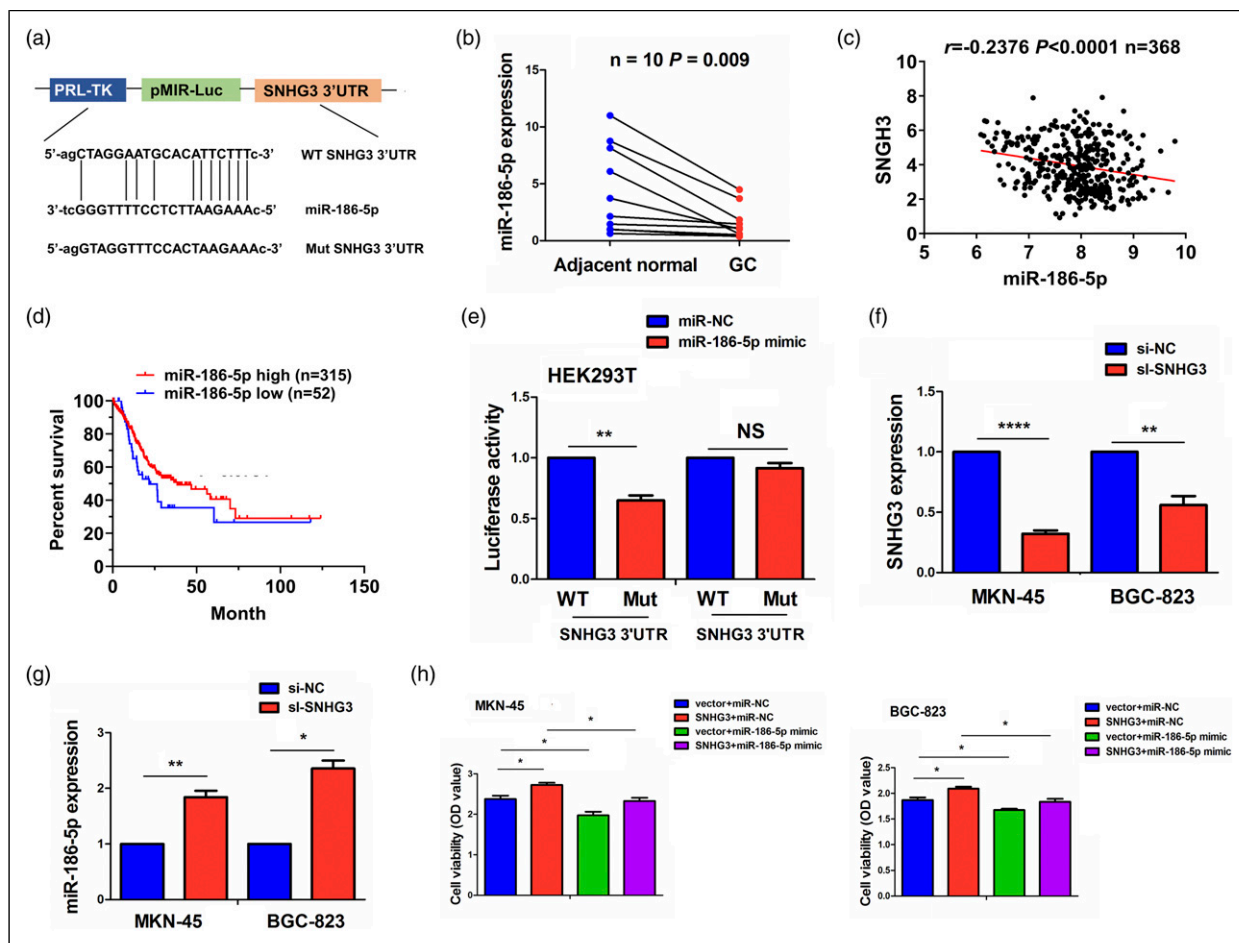 (a)
PRL-TK pMIR-Luc SNHG3 3'UTR
5'-agCTAGGAATGCACATTCTTTc-3' WT SNHG3 3'UTR
3'-tcGGGTTTTCCTCTTAAGAAAc-5' miR-186-5p
5'-agGTAGGTTTCCACTAAGAAAc-3' Mut SNHG3 3'UTR
(b)
n = 10 P = 0.009
miR-186-5p expression
15
10
5
0
Adjacent normal GC
(c)
r=-0.2376 P<0.0001 n=368
SNGH3
10
8
6
4
2
0
5 6 7 8 9 10
miR-186-5p
(d)
miR-186-5p high (n=315)
miR-186-5p low (n=52)
Percent survival
100
80
60
40
20
0
0 50 100 150
Month
(e)
miR-NC
miR-186-5p mimic
HEK293T
Luciferase activity
1.5
1.0
0.5
0.0
** NS
WT Mut WT Mut
SNHG3 3'UTR SNHG3 3'UTR
(f)
si-NC
sl-SNHG3
SNHG3 expression
1.5
1.0
0.5
0.0
**** **
MKN-45 BGC-823
(g)
si-NC
sl-SNHG3
miR-186-5p expression
3
2
1
0
** *
MKN-45 BGC-823
(h)
MKN-45
vector+miR-NC
SNHG3+miR-NC
vector+miR-186-5p mimic
SNHG3+miR-186-5p mimic
Cell viability (OD value)
3
2
1
0
*
*
*
BGC-823
vector+miR-NC
SNHG3+miR-NC
vector+miR-186-5p mimic
SNHG3+miR-186-5p mimic
Cell viability (OD value)
2.5
2.0
1.5
1.0
0.5
0.0
*
*
*